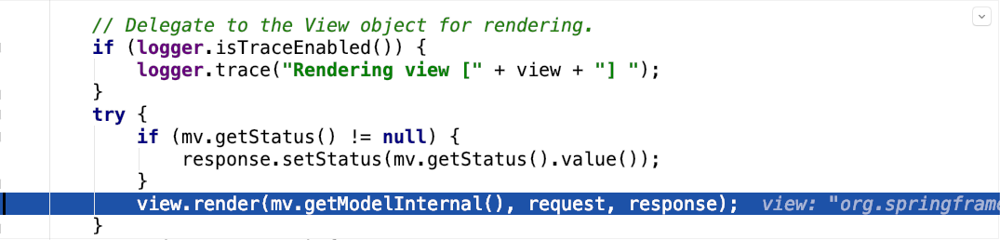 // Delegate to the View object for rendering.
if (logger.isTraceEnabled()) {
logger.trace("Rendering view [" + view + "] ");
}
try {
if (mv.getStatus() != null) {
response.setStatus(mv.getStatus().value());
}
view.render(mv.getModelInternal(), request, response); view: "org.springframe
}